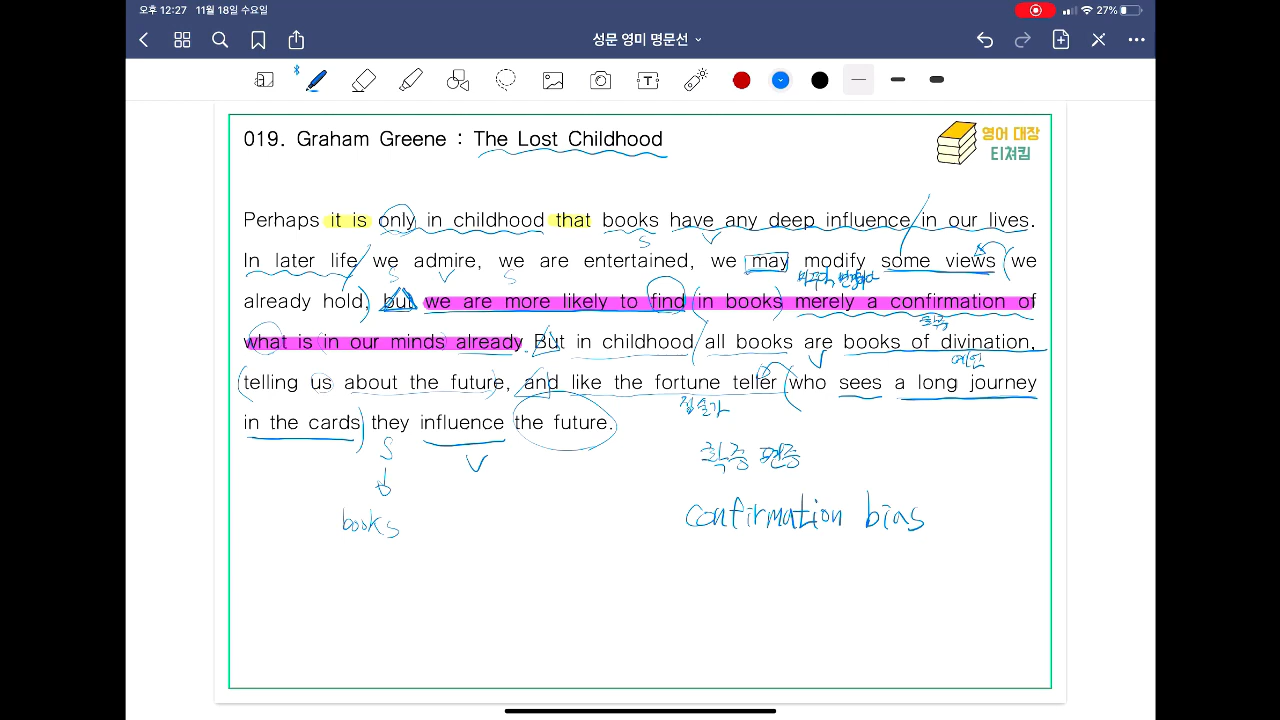 오후 12:27 11월 18일 수요일
27%
성문 영미 명문선
019. Graham Greene : The Lost Childhood
영어 대장
티쳐킴
Perhaps it is only in childhood that books have any deep influence in our lives.
S
V
In later life we admire, we are entertained, we may modify some views (we
S V S
already hold) but we are more likely to find (in books) merely a confirmation of
확증
what is in our minds already. But in childhood all books are books of divination,
V
예언
(telling us about the future), and like the fortune teller (who sees a long journey
점술가
in the cards) they influence the future.
S V
확증 편증
books
confirmation bias